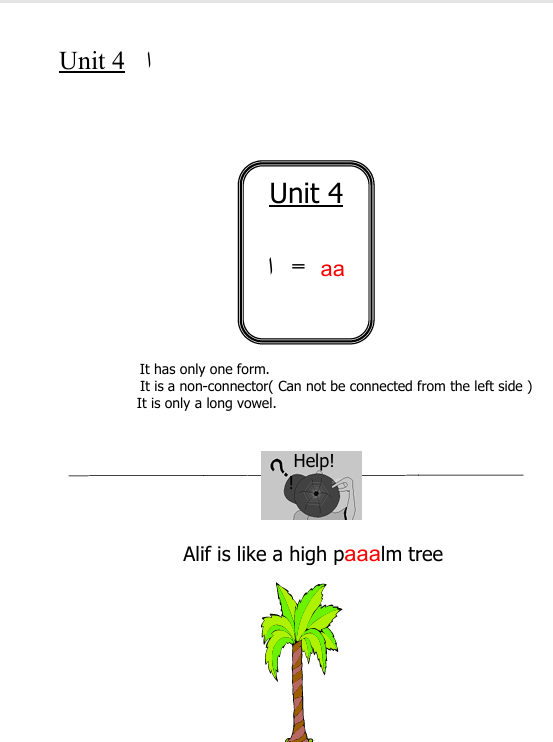 Unit 4 ا
Unit 4
ا = aa
It has only one form.
It is a non-connector( Can not be connected from the left side )
It is only a long vowel.
? Help!
!
Alif is like a high paaalm tree